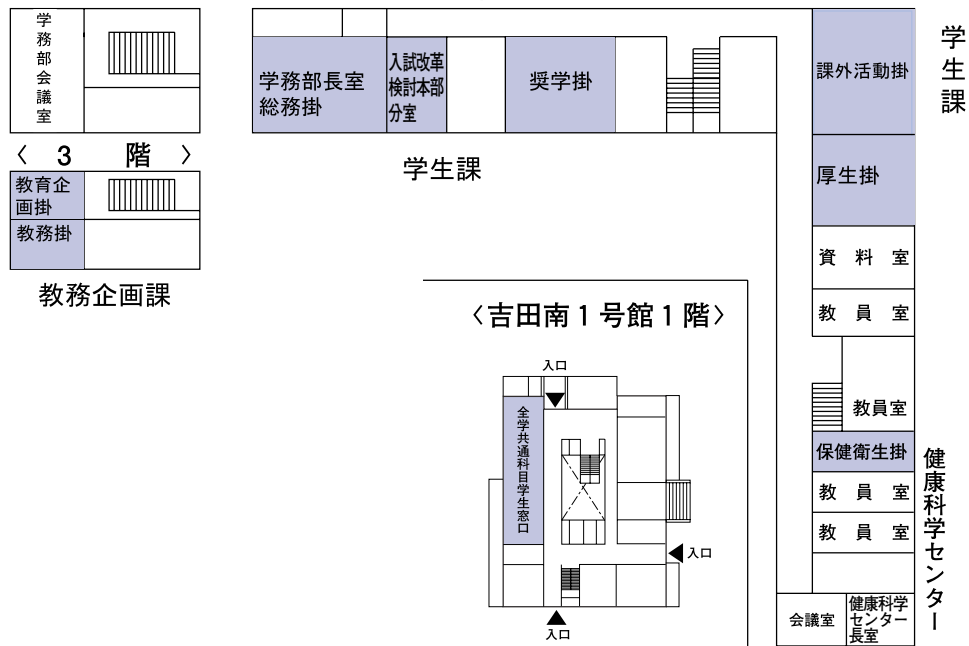 学務部会議室
〈 3 階 〉
教育企
画掛
教務掛
教務企画課
学務部長室
総務掛
入試改革
検討本部
分室
奨学掛
学生課
課外活動掛
学生課
厚生掛
資料室
教員室
教員室
保健衛生掛
教員室
教員室
健康科学センター
会議室
健康科学
センター
長室
〈吉田南1号館1階〉
入口
全学共通科目学生窓口
入口
入口